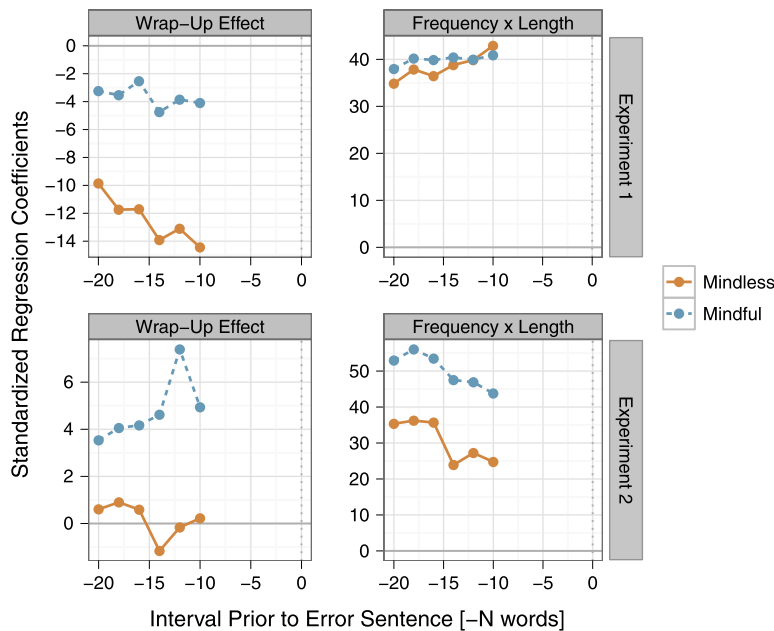 Wrap−Up Effect
Frequency x Length
0
−2
−4
−6
−8
−10
−12
−14
40
30
20
10
0
Experiment 1
−20 −15 −10 −5 0
−20 −15 −10 −5 0
Standardized Regression Coefficients
Mindless
Mindful
Wrap−Up Effect
Frequency x Length
6
4
2
0
50
40
30
20
10
0
Experiment 2
−20 −15 −10 −5 0
−20 −15 −10 −5 0
Interval Prior to Error Sentence [−N words]